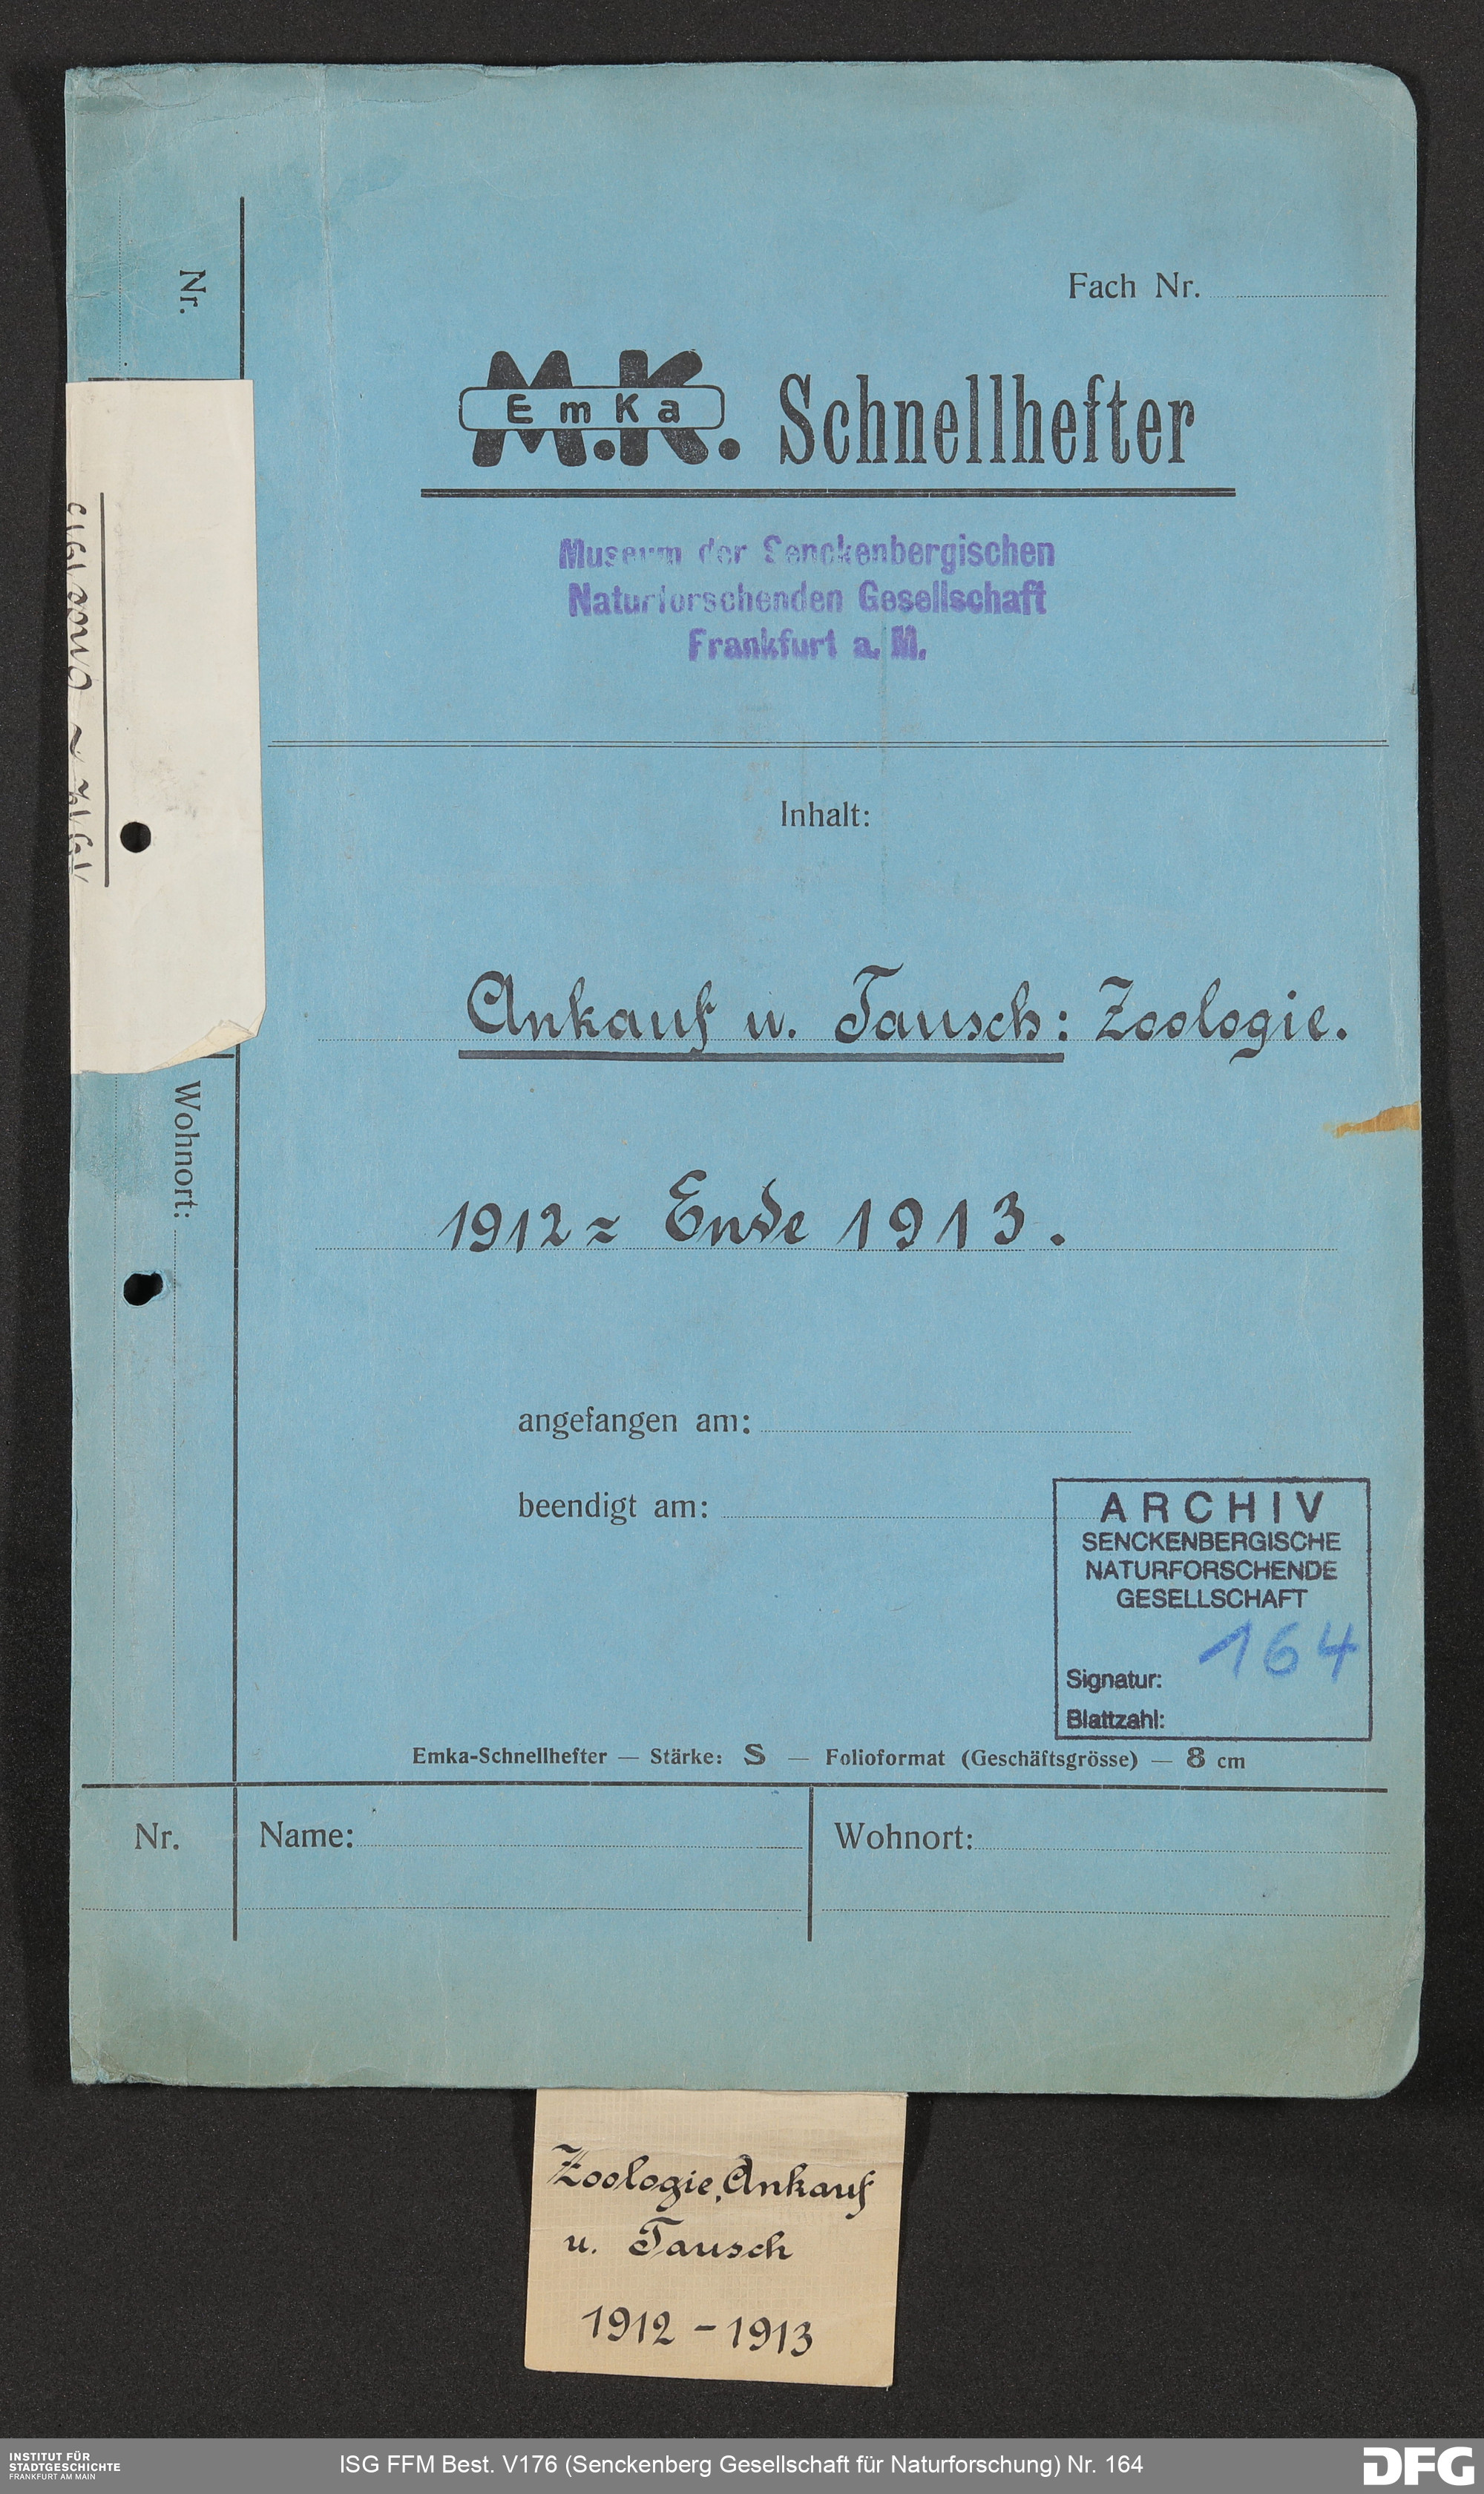 Nr.
Fach Nr.
M.K.
EmKa
Schnellhefter
Museum der Senckenbergischen
Naturforschenden Gesellschaft
Frankfurt a. M.
1912 ~ Ende 1913
Inhalt:
Ankauf u. Tausch: Zoologie.
Wohnort:
1912 ~ Ende 1913.
angefangen am:
beendigt am:
ARCHIV
SENCKENBERGISCHE
NATURFORSCHENDE
GESELLSCHAFT
164
Signatur:
Blattzahl:
Emka-Schnellhefter — Stärke: S — Folioformat (Geschäftsgrösse) — 8 cm
Nr.
Name:
Wohnort:
Zoologie, Ankauf
u. Tausch
1912 - 1913
INSTITUT FÜR
STADTGESCHICHTE
FRANKFURT AM MAIN
ISG FFM Best. V176 (Senckenberg Gesellschaft für Naturforschung) Nr. 164
DFG